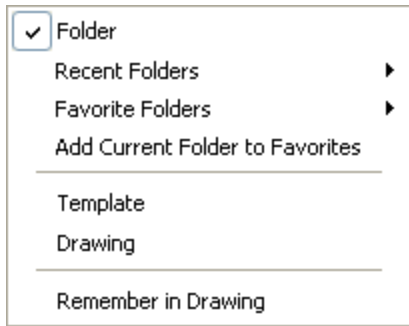 Folder
Recent Folders
Favorite Folders
Add Current Folder to Favorites
Template
Drawing
Remember in Drawing